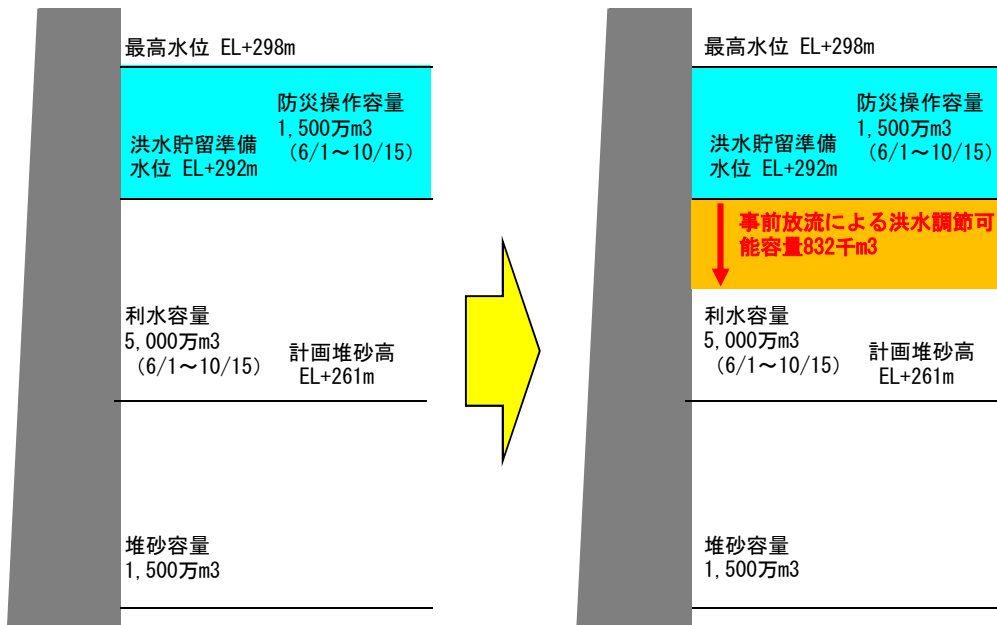 最高水位 EL+298m
防災操作容量
1,500万m3
（6/1～10/15）
洪水貯留準備
水位 EL+292m
利水容量
5,000万m3
（6/1～10/15）
計画堆砂高
EL+261m
堆砂容量
1,500万m3
最高水位 EL+298m
防災操作容量
1,500万m3
（6/1～10/15）
洪水貯留準備
水位 EL+292m
事前放流による洪水調節可
能容量832千m3
利水容量
5,000万m3
（6/1～10/15）
計画堆砂高
EL+261m
堆砂容量
1,500万m3